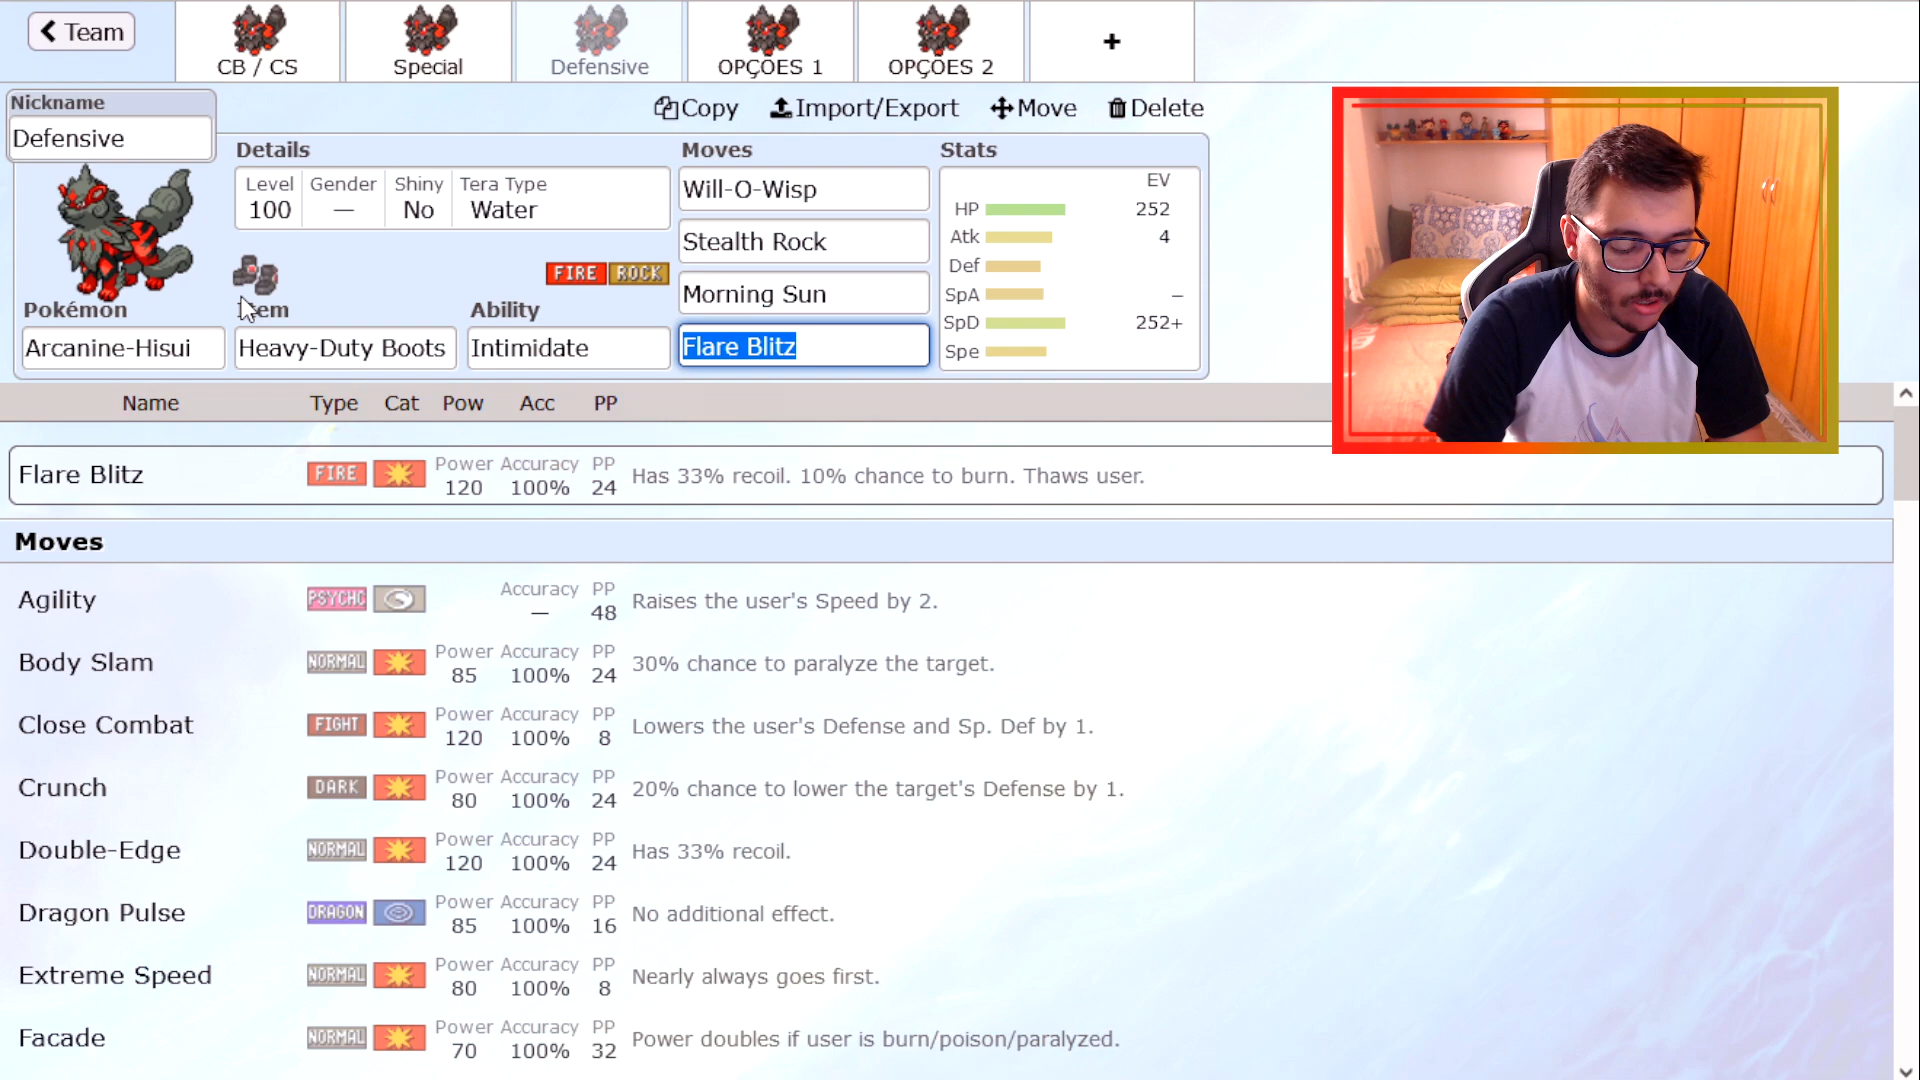 Team
CB / CS
Special
Defensive
OPÇOES 1
OPÇOES 2
+
Nickname
Defensive
Copy
Import/Export
Move
Delete
Details
Moves
Stats
Level
Gender
Shiny
Tera Type
100
—
No
Water
Will-O-Wisp
Stealth Rock
Morning Sun
Flare Blitz
EV
HP 252
Atk 4
Def
SpA –
SpD 252+
Spe
FIRE ROCK
Pokémon
Arcanine-Hisui
Heavy-Duty Boots
Ability
Intimidate
Name Type Cat Pow Acc PP
Flare Blitz FIRE Power 120 Accuracy 100% PP 24 Has 33% recoil. 10% chance to burn. Thaws user.
Moves
Agility PSYCHC Accuracy — PP 48 Raises the user's Speed by 2.
Body Slam NORMAL Power 85 Accuracy 100% PP 24 30% chance to paralyze the target.
Close Combat FIGHT Power 120 Accuracy 100% PP 8 Lowers the user's Defense and Sp. Def by 1.
Crunch DARK Power 80 Accuracy 100% PP 24 20% chance to lower the target's Defense by 1.
Double-Edge NORMAL Power 120 Accuracy 100% PP 24 Has 33% recoil.
Dragon Pulse DRAGON Power 85 Accuracy 100% PP 16 No additional effect.
Extreme Speed NORMAL Power 80 Accuracy 100% PP 8 Nearly always goes first.
Facade NORMAL Power 70 Accuracy 100% PP 32 Power doubles if user is burn/poison/paralyzed.